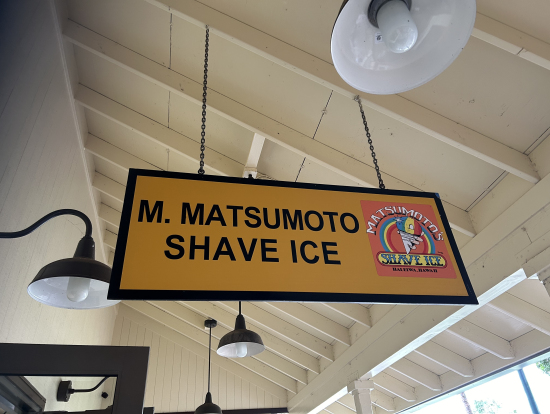 M. MATSUMOTO
SHAVE ICE
MATSUMOTO'S
SHAVE ICE
HALEIWA, HAWAII